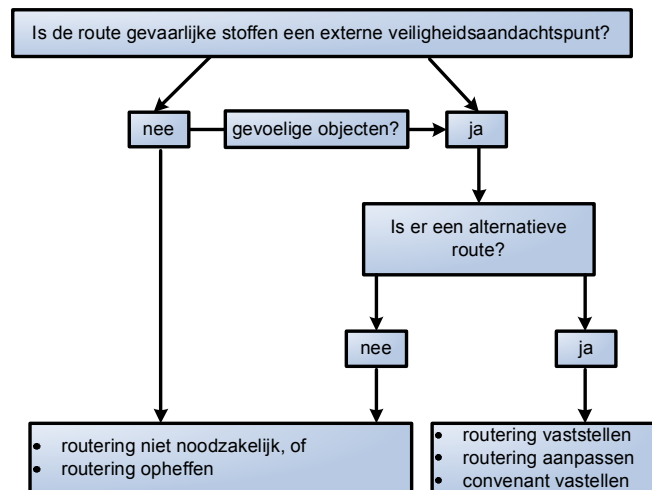 Is de route gevaarlijke stoffen een externe veiligheidsaandachtspunt?
nee
gevoelige objecten?
ja
Is er een alternatieve
route?
nee
ja
• routering niet noodzakelijk, of
• routering opheffen
• routering vaststellen
• routering aanpassen
• convenant vastellen